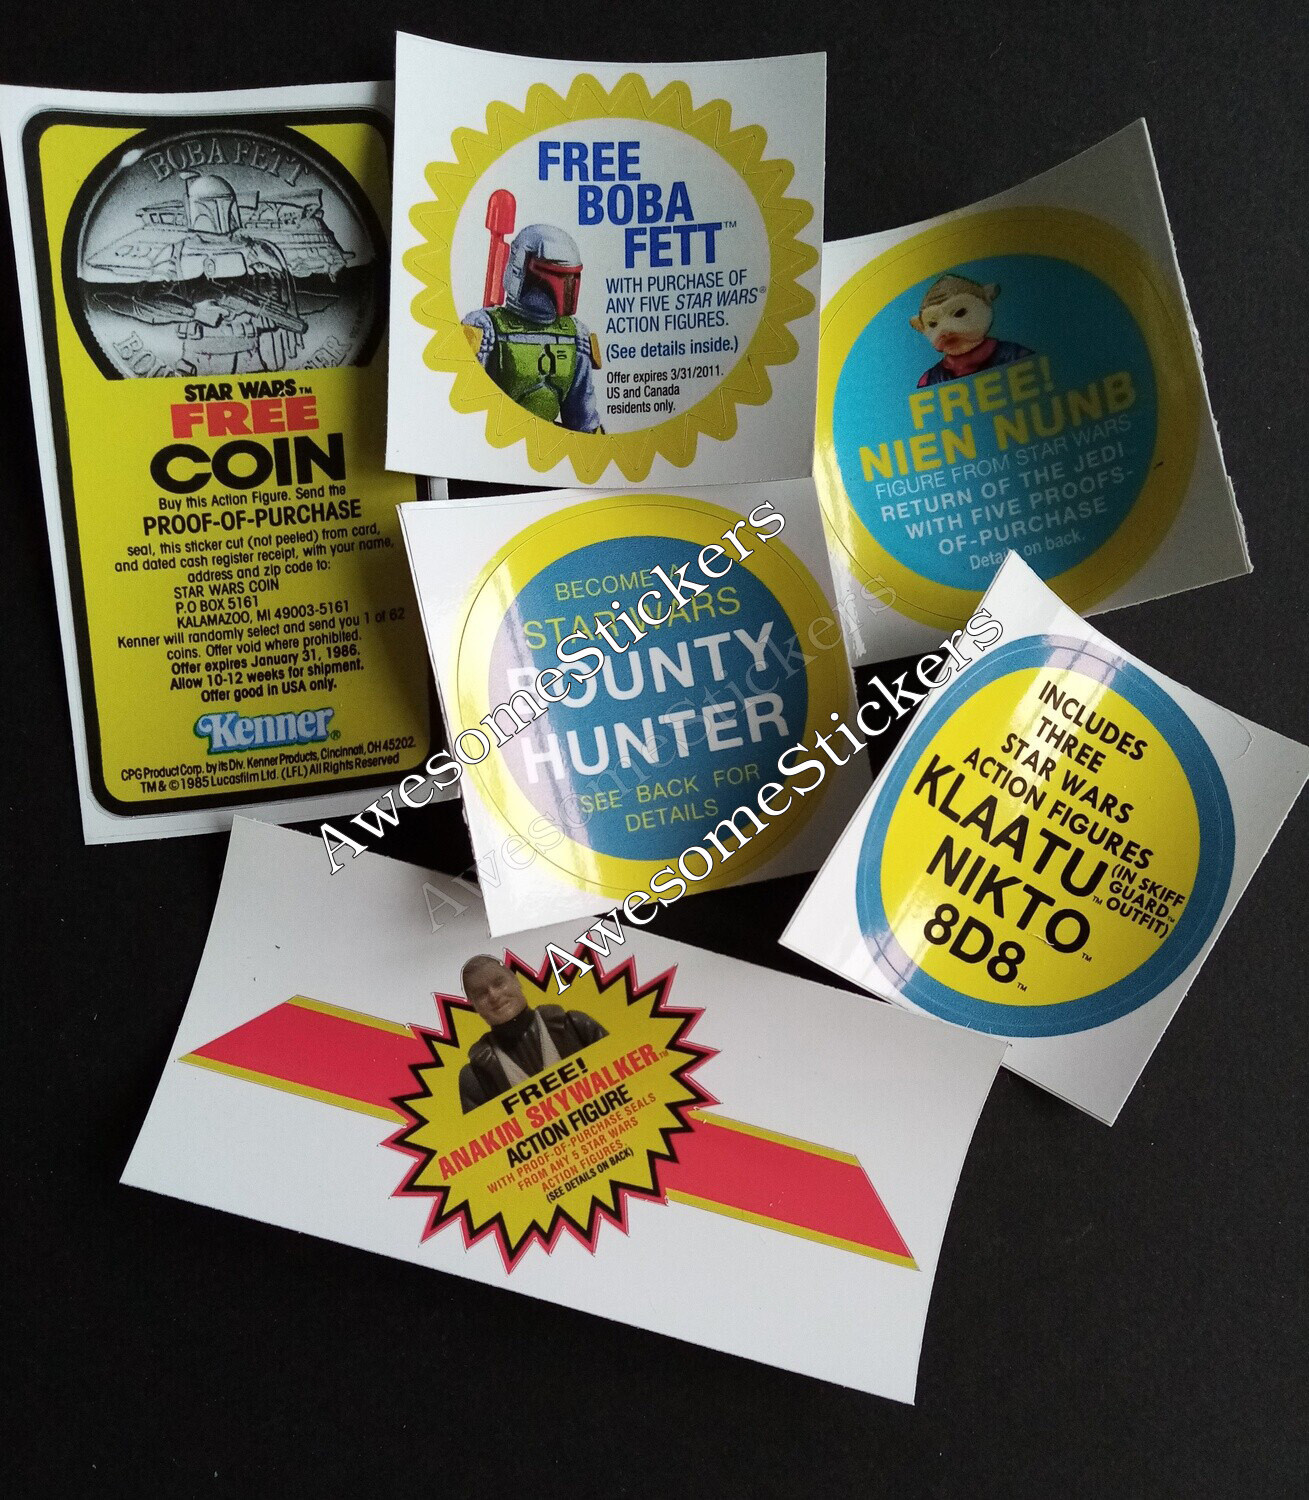 BOBA FETT
STAR WARS™
FREE
COIN
Buy this Action Figure. Send the
PROOF-OF-PURCHASE
seal, this sticker cut (not peeled) from card,
and dated cash register receipt, with your name,
address and zip code to:
STAR WARS COIN
P.O BOX 5161
KALAMAZOO, MI 49003-5161
Kenner will randomly select and send you 1 of 62
coins. Offer void where prohibited.
Offer expires January 31, 1986.
Allow 10-12 weeks for shipment.
Offer good in USA only.
Kenner®
CPG Product Corp. by its Div. Kenner Products, Cincinnati, OH 45202.
TM & © 1985 Lucasfilm Ltd. (LFL) All Rights Reserved
FREE
BOBA
FETT™
WITH PURCHASE OF
ANY FIVE STAR WARS®
ACTION FIGURES.
(See details inside.)
Offer expires 3/31/2011.
US and Canada
residents only.
FREE!
NIEN NUNB
FIGURE FROM STAR WARS
RETURN OF THE JEDI-
WITH FIVE PROOFS-
OF-PURCHASE
Details on back.
BECOME A
STAR WARS
BOUNTY
HUNTER
SEE BACK FOR
DETAILS
INCLUDES
THREE
STAR WARS
ACTION FIGURES
KLAATU™ (IN SKIFF
GUARD™
OUTFIT)
NIKTO™
8D8™
FREE!
ANAKIN SKYWALKER™
ACTION FIGURE
WITH PROOF-OF-PURCHASE SEALS
FROM ANY 5 STAR WARS
ACTION FIGURES.
(SEE DETAILS ON BACK)
AwesomeStickers
AwesomeStickers
AwesomeStickers